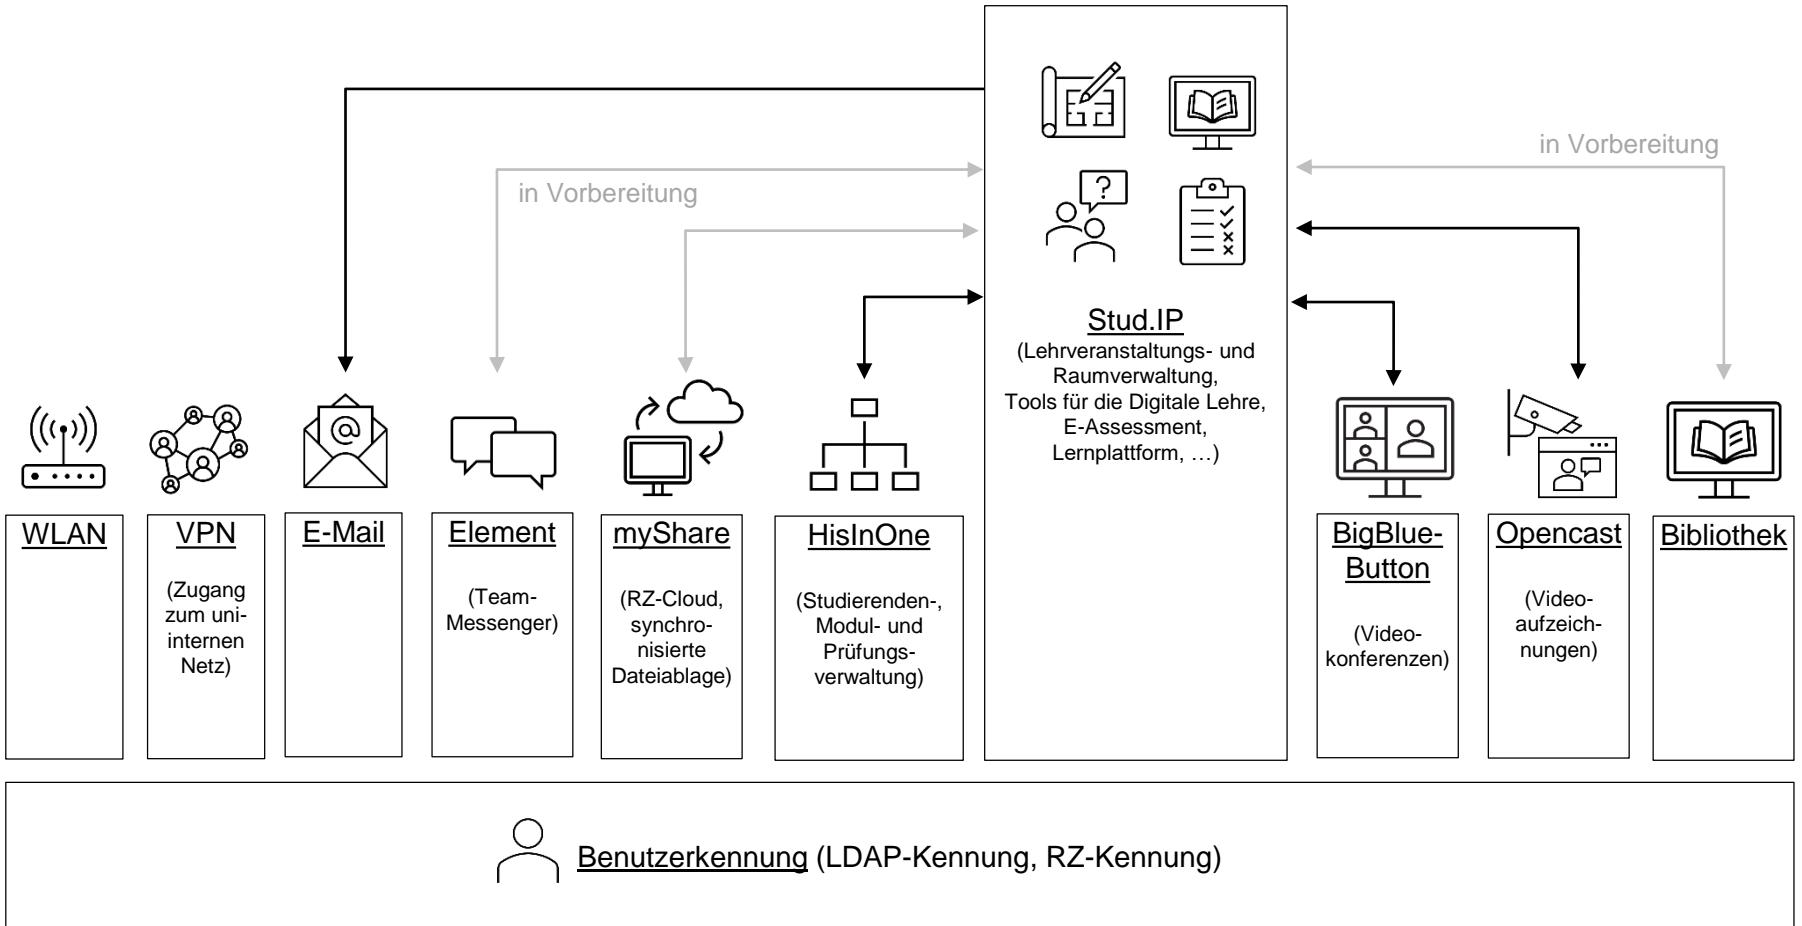 in Vorbereitung
in Vorbereitung
?
Stud.IP
(Lehrveranstaltungs- und
Raumverwaltung,
Tools für die Digitale Lehre,
E-Assessment,
Lernplattform, …)
@
WLAN
VPN
(Zugang
zum uni-
internen
Netz)
E-Mail
Element
(Team-
Messenger)
myShare
(RZ-Cloud,
synchro-
nisierte
Dateiablage)
HisInOne
(Studierenden-,
Modul- und
Prüfungs-
verwaltung)
BigBlue-
Button
(Video-
konferenzen)
Opencast
(Video-
aufzeich-
nungen)
Bibliothek
Benutzerkennung (LDAP-Kennung, RZ-Kennung)